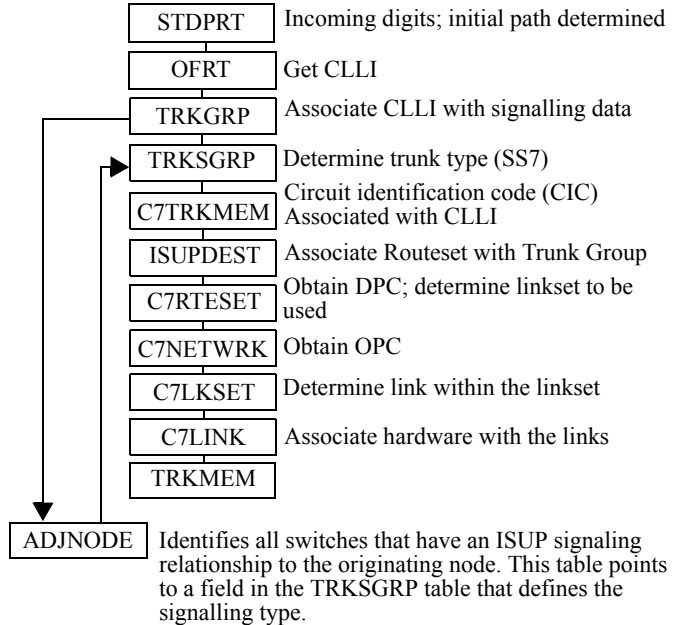 STDPRT Incoming digits; initial path determined
OFRT Get CLLI
TRKGRP Associate CLLI with signalling data
TRKSGRP Determine trunk type (SS7)
C7TRKMEM Circuit identification code (CIC)
Associated with CLLI
ISUPDEST Associate Routeset with Trunk Group
C7RTESET Obtain DPC; determine linkset to be
used
C7NETWRK Obtain OPC
C7LKSET Determine link within the linkset
C7LINK Associate hardware with the links
TRKMEM
ADJNODE Identifies all switches that have an ISUP signaling
relationship to the originating node. This table points
to a field in the TRKSGRP table that defines the
signalling type.